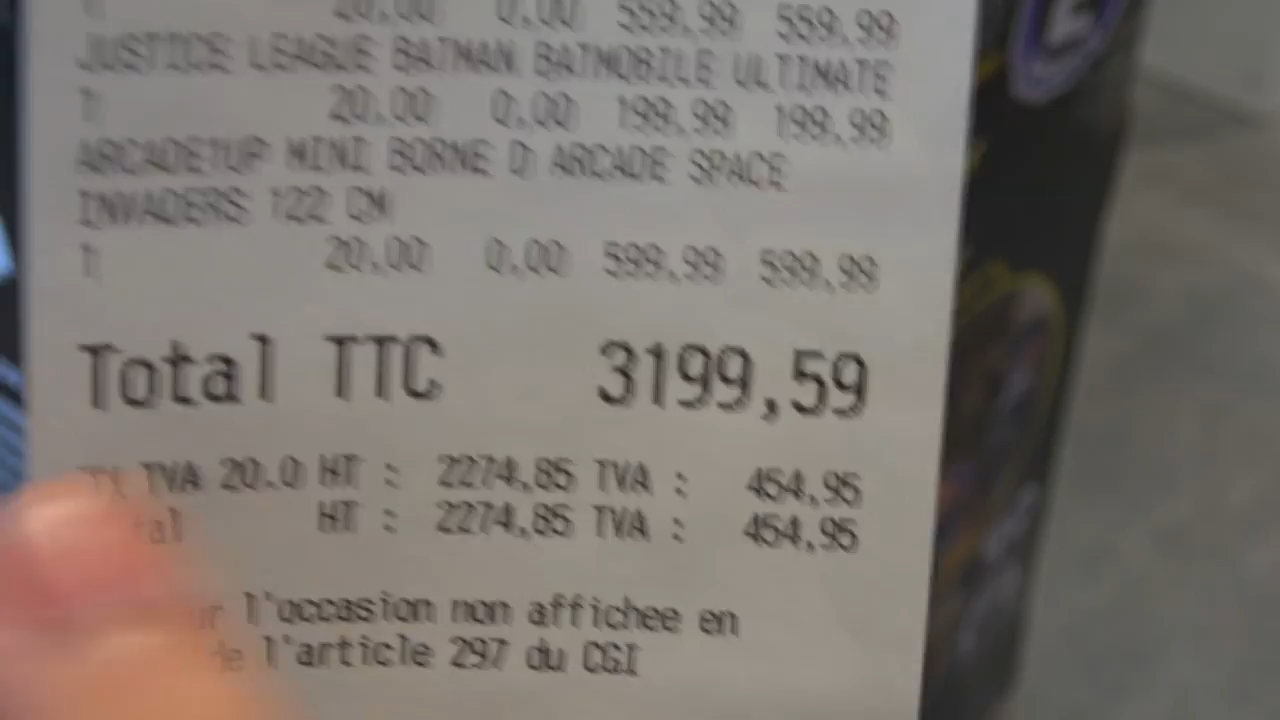 1 20.00 0.00 559.99 559.99
JUSTICE LEAGUE BATMAN BATMOBILE ULTIMATE
1 20.00 0.00 199.99 199.99
ARCADE1UP MINI BORNE D ARCADE SPACE
INVADERS 122 CM
1 20.00 0.00 599.99 599.99
Total TTC 3199,59
TVA 20.0 HT : 2274,85 TVA : 454,95
HT : 2274,85 TVA : 454,95
l'occasion non affichee en
l'article 297 du CGI